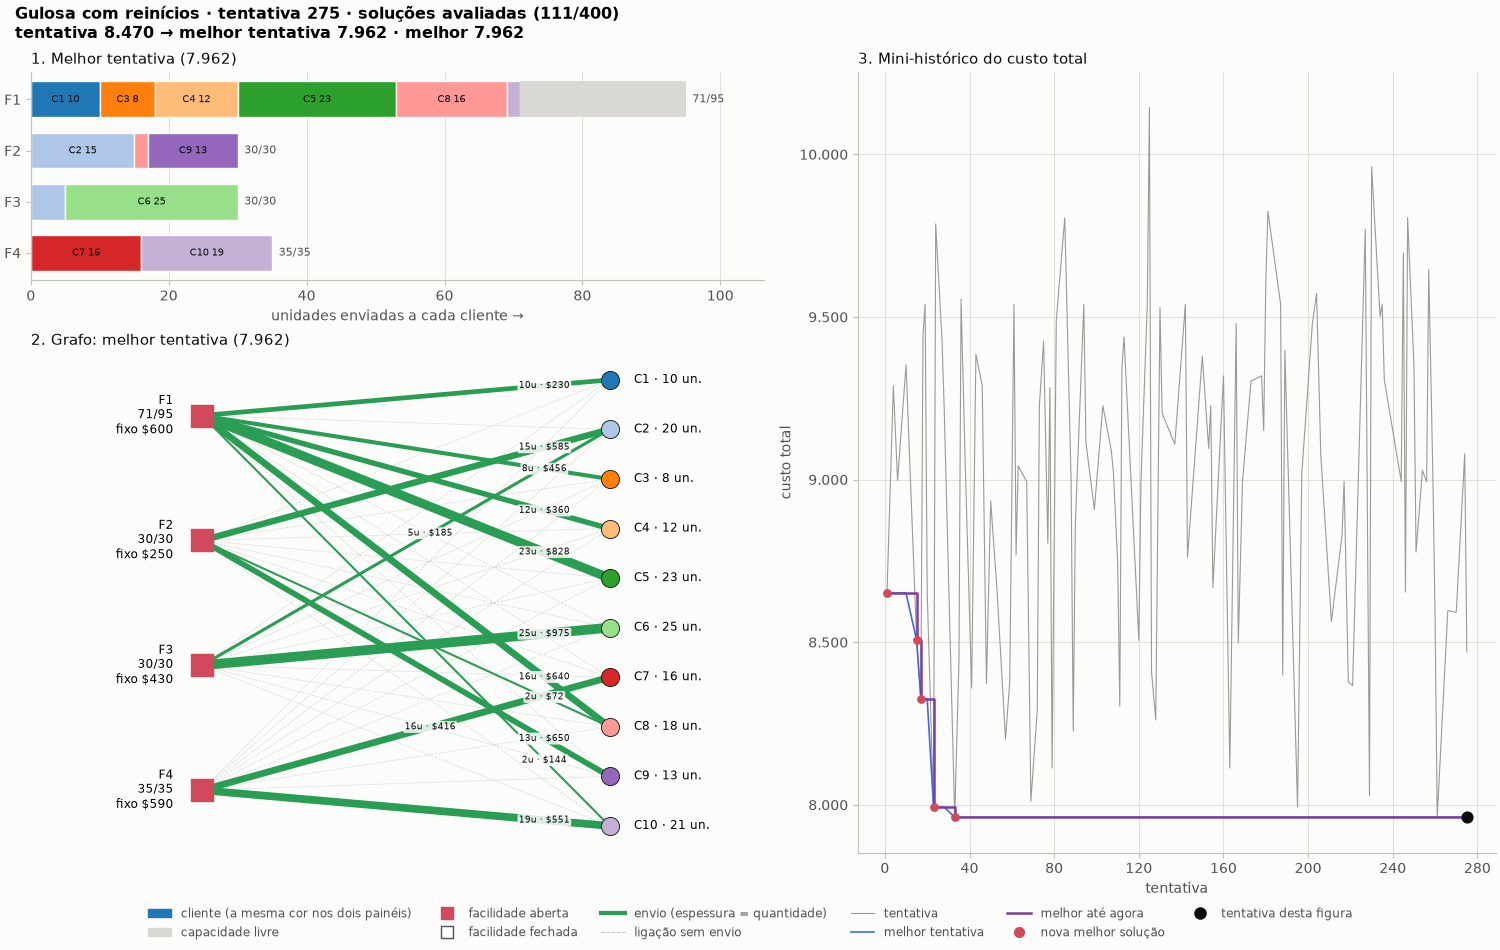 Gulosa com reinícios · tentativa 275 · soluções avaliadas (111/400)
tentativa 8.470 → melhor tentativa 7.962 · melhor 7.962
1. Melhor tentativa (7.962)
F1
C1 10
C3 8
C4 12
C5 23
C8 16
71/95
F2
C2 15
C9 13
30/30
F3
C6 25
30/30
F4
C7 16
C10 19
35/35
0
20
40
60
80
100
unidades enviadas a cada cliente →
2. Grafo: melhor tentativa (7.962)
F1
71/95
fixo $600
F2
30/30
fixo $250
F3
30/30
fixo $430
F4
35/35
fixo $590
10u · $230
15u · $585
8u · $456
12u · $360
5u · $185
23u · $828
25u · $975
16u · $640
2u · $72
16u · $416
13u · $650
2u · $144
19u · $551
C1 · 10 un.
C2 · 20 un.
C3 · 8 un.
C4 · 12 un.
C5 · 23 un.
C6 · 25 un.
C7 · 16 un.
C8 · 18 un.
C9 · 13 un.
C10 · 21 un.
3. Mini-histórico do custo total
custo total
10.000
9.500
9.000
8.500
8.000
0
40
80
120
160
200
240
280
tentativa
cliente (a mesma cor nos dois painéis)
capacidade livre
facilidade aberta
facilidade fechada
envio (espessura = quantidade)
ligação sem envio
tentativa
melhor tentativa
melhor até agora
nova melhor solução
tentativa desta figura